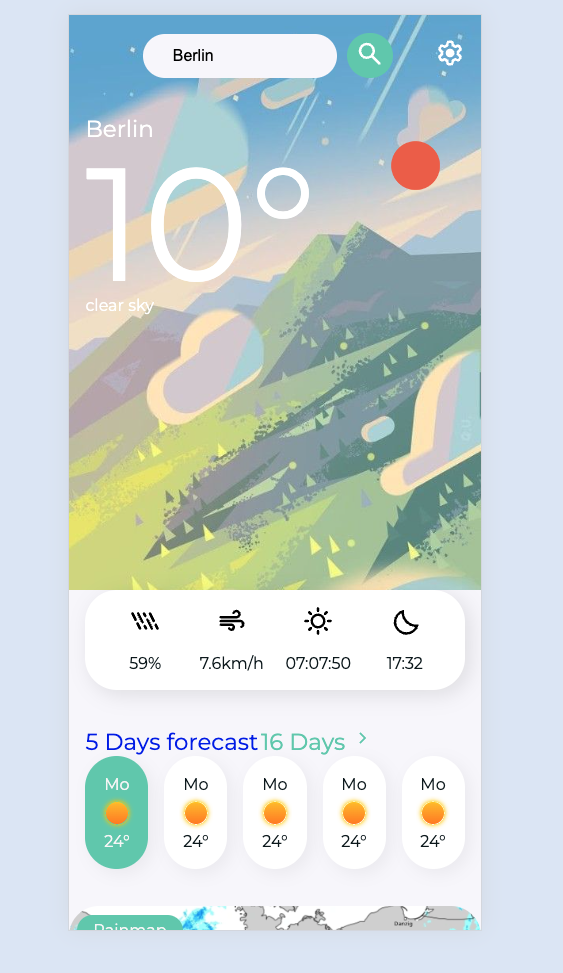 Berlin
Berlin
10°
clear sky
59% 7.6km/h 07:07:50 17:32
5 Days forecast 16 Days >
Mo Mo Mo Mo Mo
24° 24° 24° 24° 24°
Rainmap
Danzig